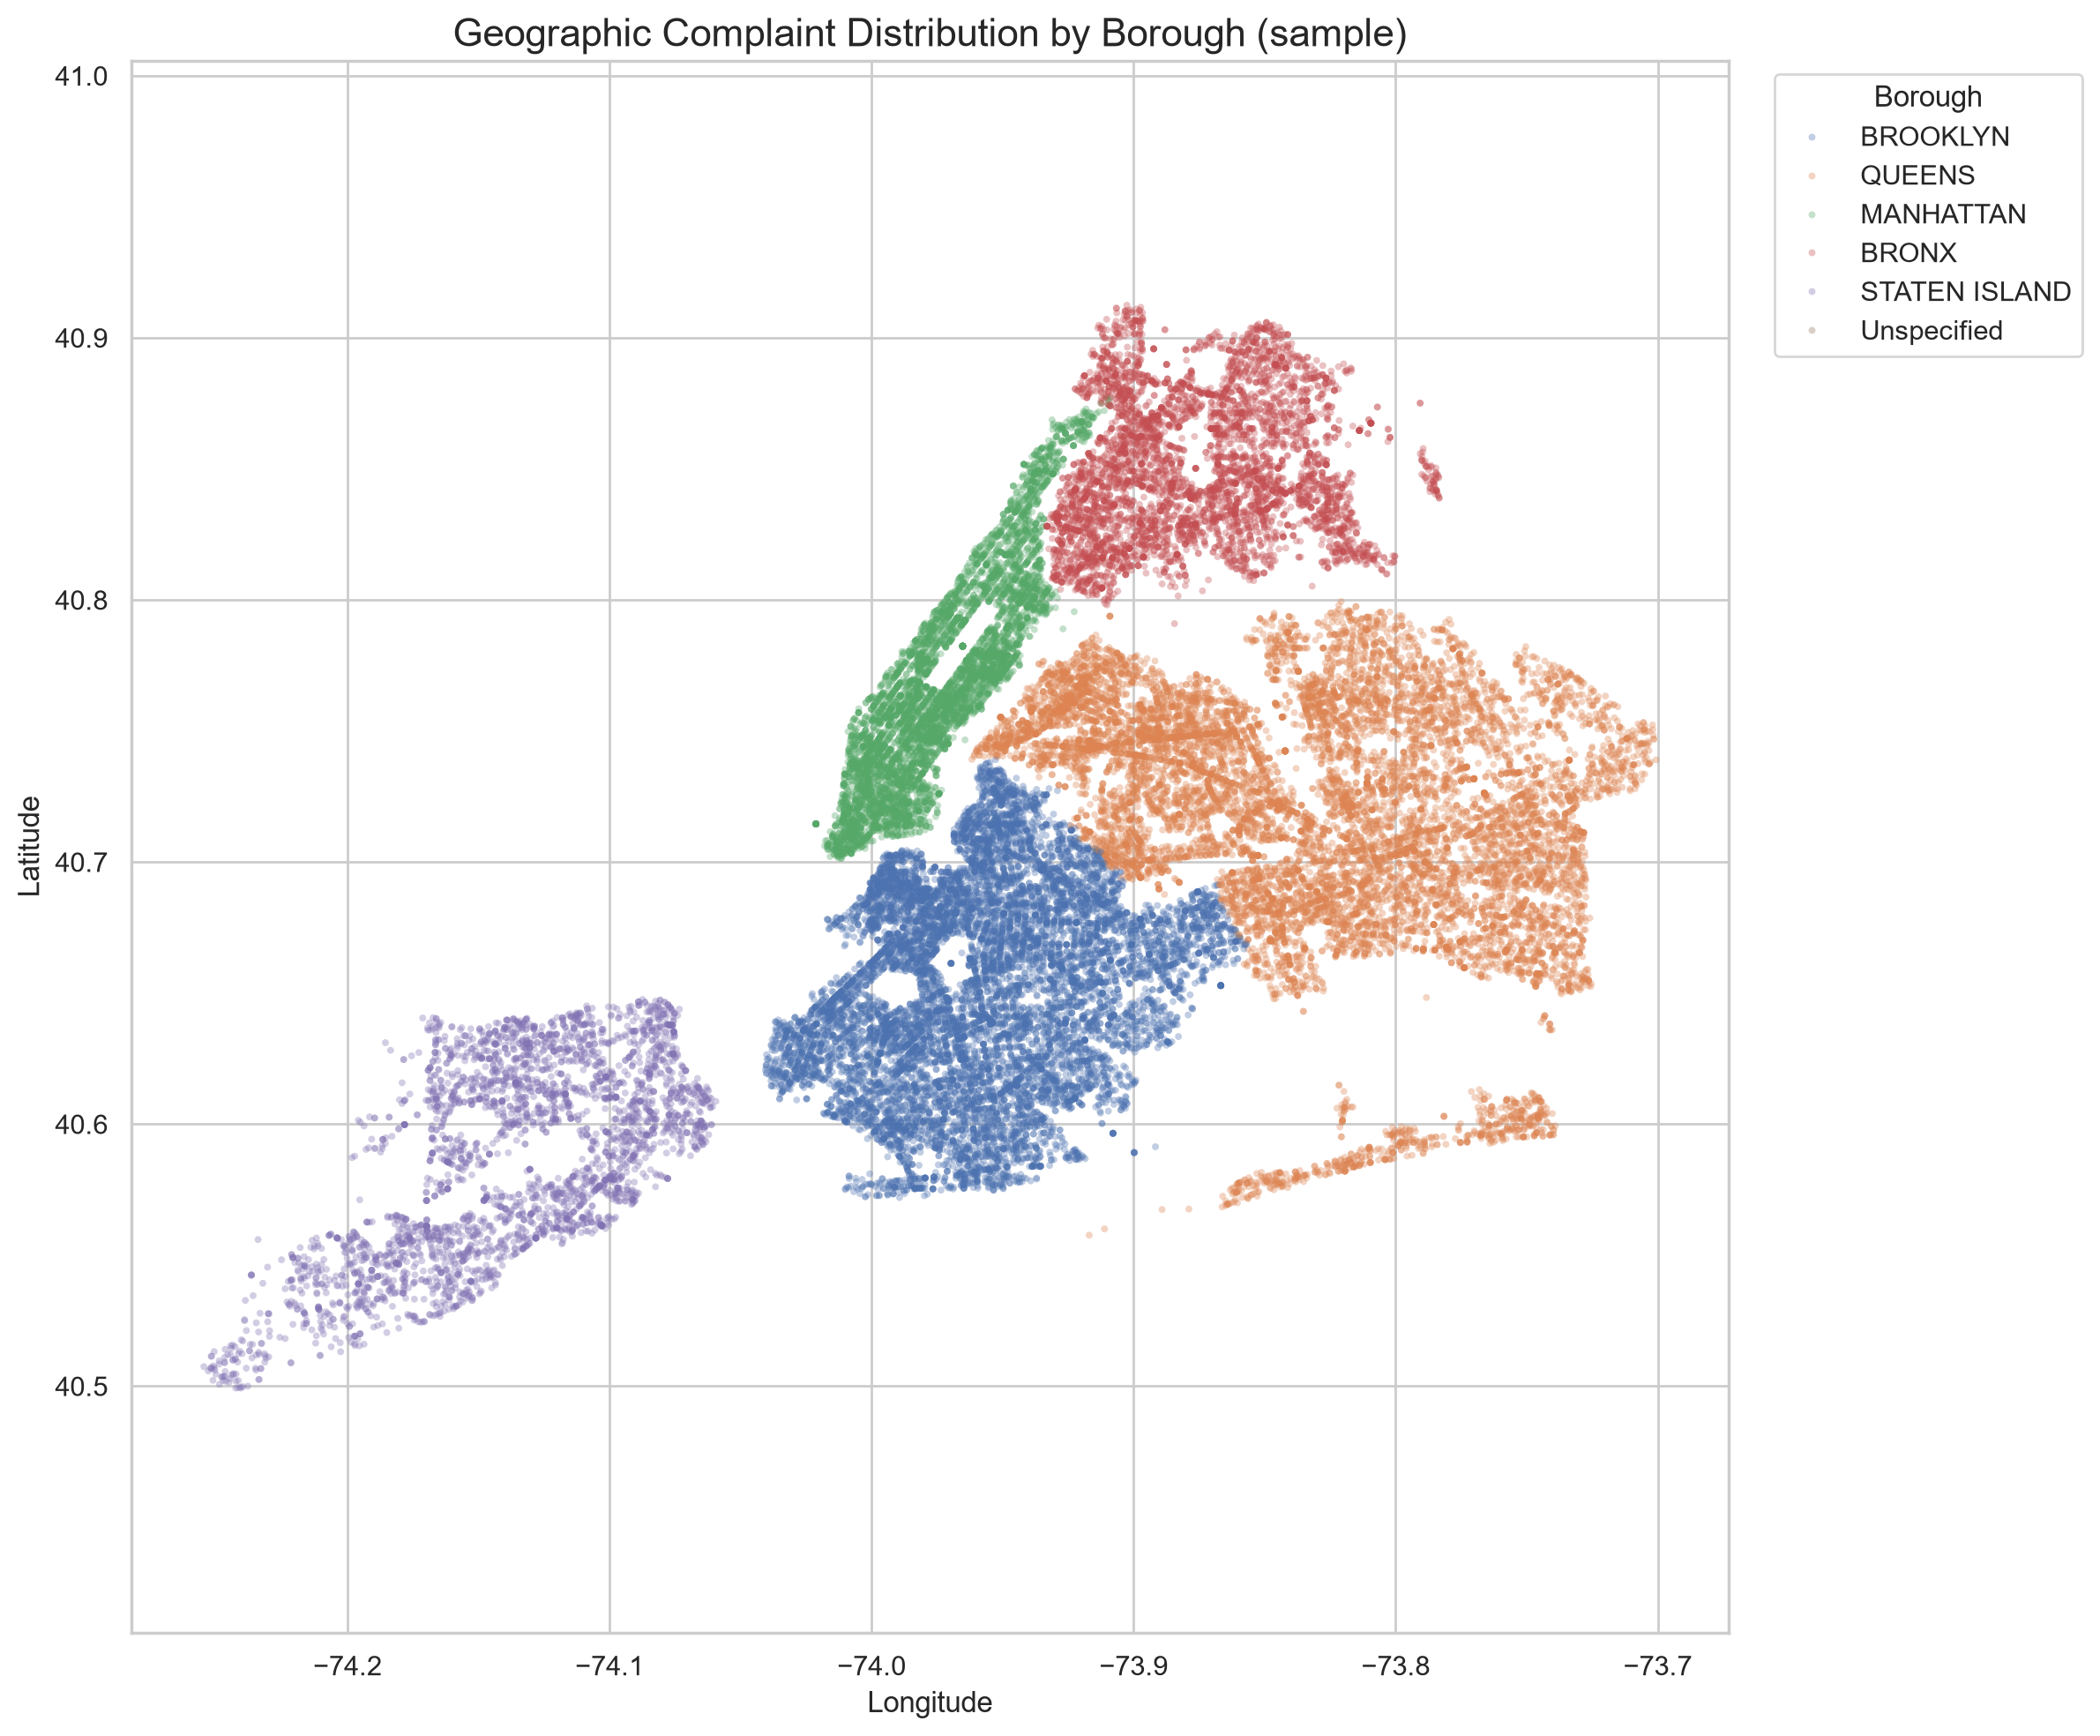 Geographic Complaint Distribution by Borough (sample)
41.0
40.9
40.8
40.7
40.6
40.5
Latitude
−74.2
−74.1
−74.0
−73.9
−73.8
−73.7
Longitude
Borough
BROOKLYN
QUEENS
MANHATTAN
BRONX
STATEN ISLAND
Unspecified